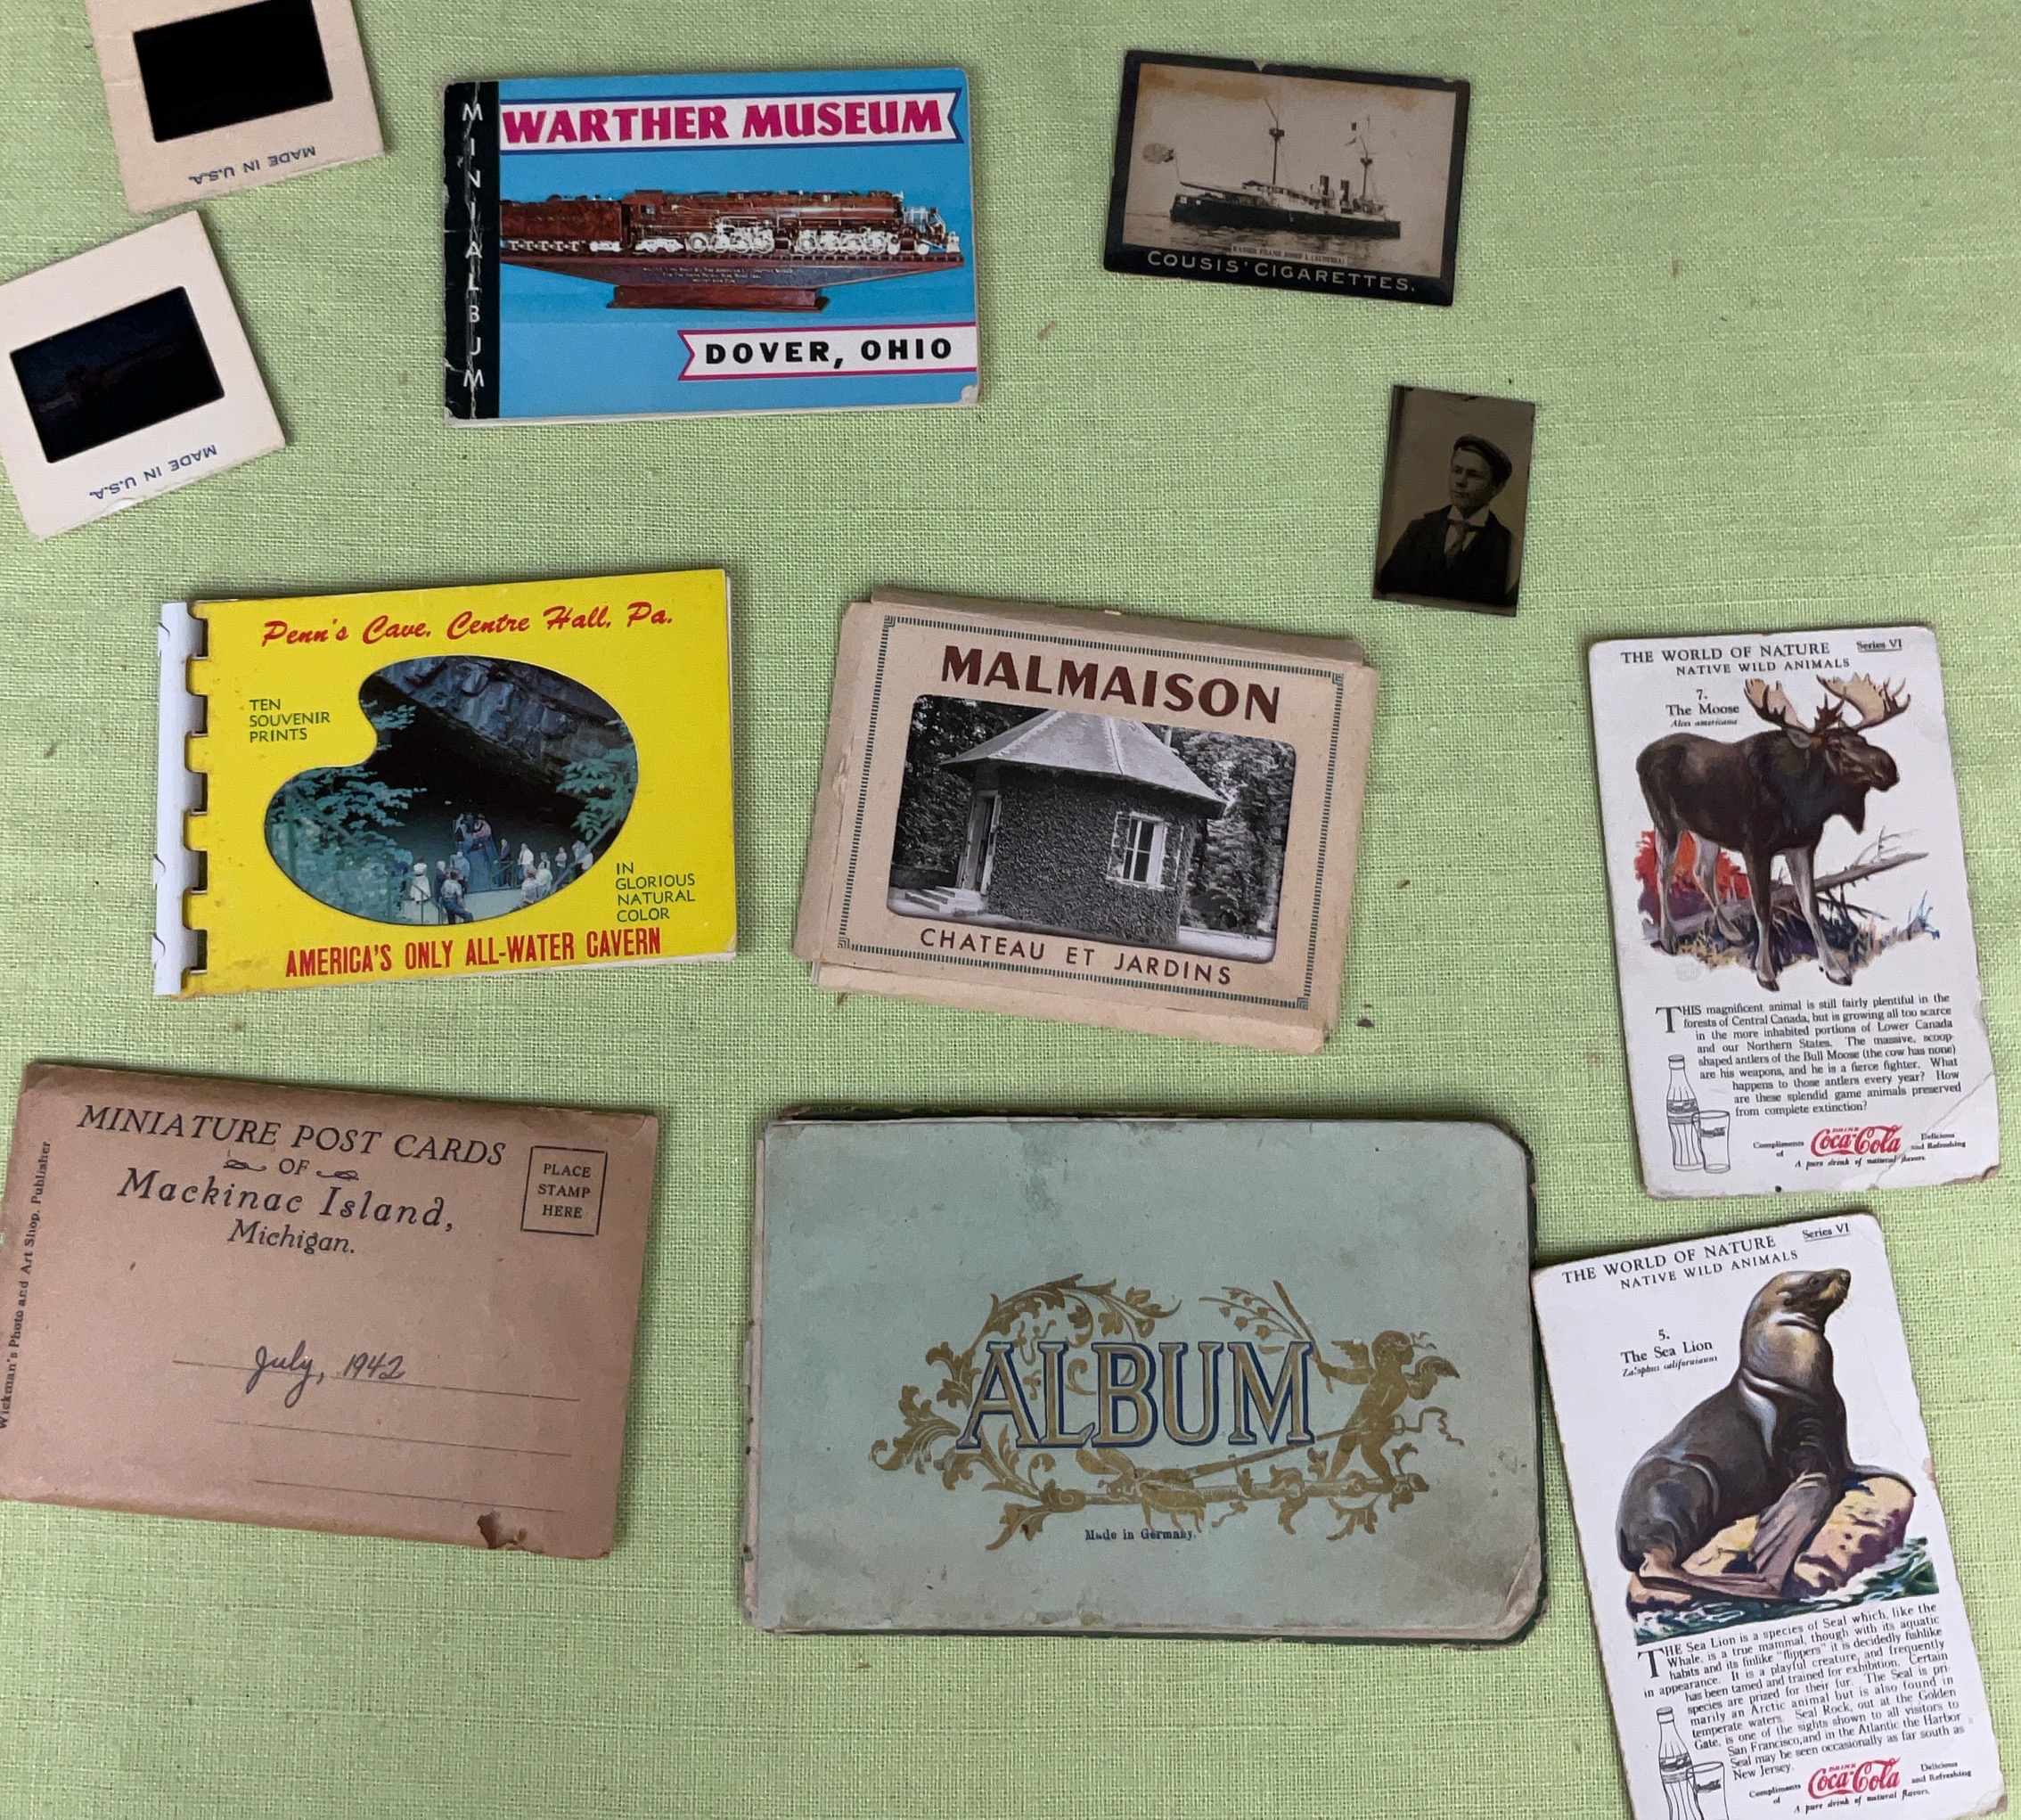 MADE IN U.S.A.
MADE IN U.S.A.
MINIALBUM
WARTHER MUSEUM
DOVER, OHIO
KAISER FRANZ JOSEF I. (AUSTRIA)
COUSIS' CIGARETTES.
Penn's Cave, Centre Hall, Pa.
TEN
SOUVENIR
PRINTS
IN
GLORIOUS
NATURAL
COLOR
AMERICA'S ONLY ALL-WATER CAVERN
MALMAISON
CHATEAU ET JARDINS
THE WORLD OF NATURE Series VI
NATIVE WILD ANIMALS
7.
The Moose
Alces americana
THIS magnificent animal is still fairly plentiful in the
forests of Central Canada, but is growing all too scarce
in the more inhabited portions of Lower Canada
and our Northern States. The massive, scoop-
shaped antlers of the Bull Moose (the cow has none)
are his weapons, and he is a fierce fighter. What
happens to those antlers every year? How
are these splendid game animals preserved
from complete extinction?
Compliments of
DRINK
Coca-Cola
Delicious and Refreshing
A pure drink of natural flavors.
MINIATURE POST CARDS
OF
Mackinac Island,
Michigan.
PLACE
STAMP
HERE
Wickman's Photo and Art Shop, Publisher
July, 1942
ALBUM
Made in Germany.
THE WORLD OF NATURE Series VI
NATIVE WILD ANIMALS
5.
The Sea Lion
Zalophus californianus
THE Sea Lion is a species of Seal which, like the
Whale, is a true mammal, though with its aquatic
habits and its finlike "flippers" it is decidedly fishlike
in appearance. It is a playful creature, and frequently
has been tamed and trained for exhibition. Certain
species are prized for their fur. The Seal is pri-
marily an Arctic animal but is also found in
temperate waters. Seal Rock, out at the Golden
Gate, is one of the sights shown to all visitors to
San Francisco, and in the Atlantic the Harbor
Seal may be seen occasionally as far south as
New Jersey.
Compliments of
DRINK
Coca-Cola
Delicious and Refreshing
A pure drink of natural flavors.